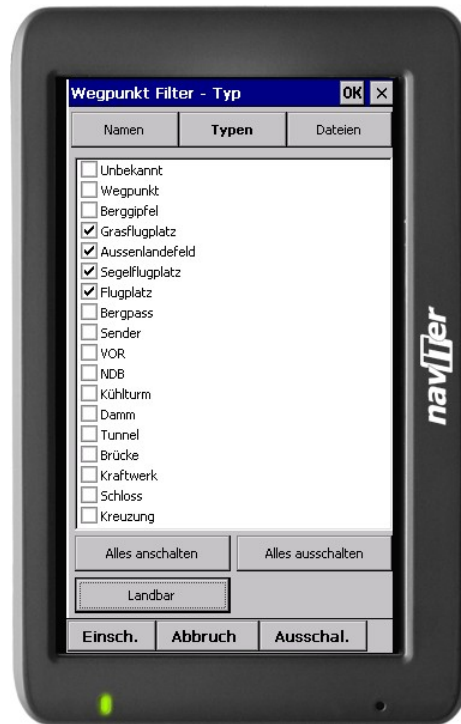 Wegpunkt Filter - Typ OK ×
Namen Typen Dateien
Unbekannt
Wegpunkt
Berggipfel
Grasflugplatz
Aussenlandefeld
Segelflugplatz
Flugplatz
Bergpass
Sender
VOR
NDB
Kühlturm
Damm
Tunnel
Brücke
Kraftwerk
Schloss
Kreuzung
Alles anschalten Alles ausschalten
Landbar
Einsch. Abbruch Ausschal.
naviter